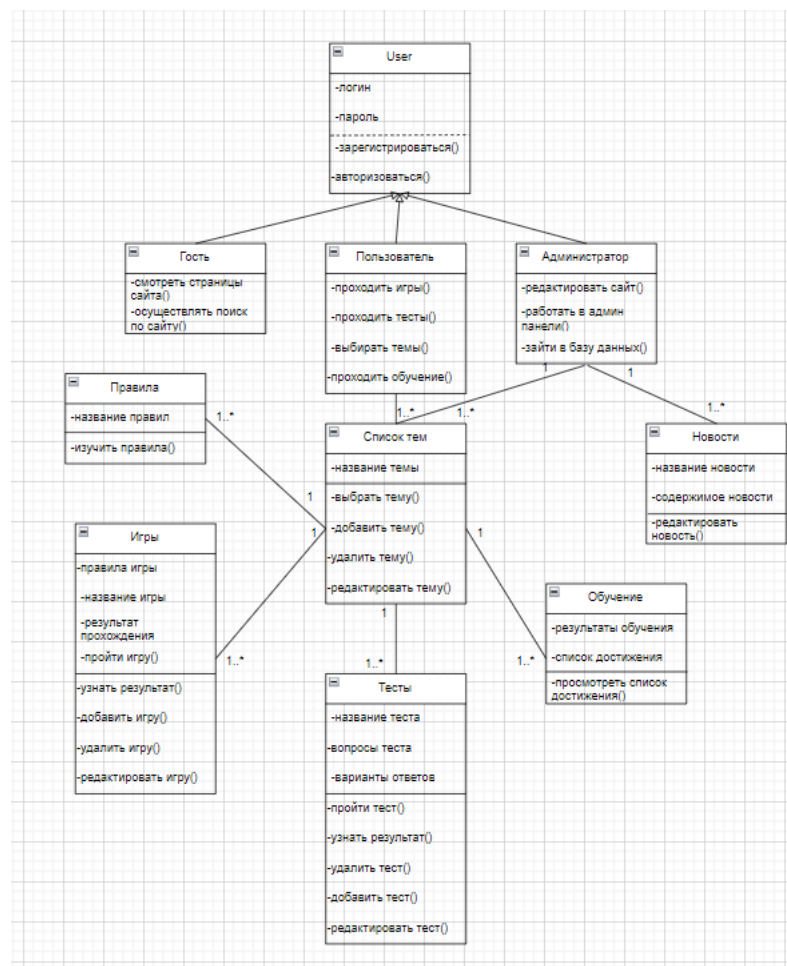 User
-логин
-пароль
-зарегистрироваться()
-авторизоваться()
Гость
-смотреть страницы
сайта()
-осуществлять поиск
по сайту()
Пользователь
-проходить игры()
-проходить тесты()
-выбирать темы()
-проходить обучение()
Администратор
-редактировать сайт()
-работать в админ
панели()
-зайти в базу данных()
1
1
1..*
1..*
1..*
1..*
Правила
-название правил
-изучить правила()
Список тем
-название темы
-выбрать тему()
-добавить тему()
-удалить тему()
-редактировать тему()
1
1
1
1
Новости
-название новости
-содержимое новости
-редактировать
новость()
Игры
-правила игры
-название игры
-результат
прохождения
-пройти игру()
-узнать результат()
-добавить игру()
-удалить игру()
-редактировать игру()
1..*
1..*
1..*
Обучение
-результаты обучения
-список достижения
-просмотреть список
достижения()
Тесты
-название теста
-вопросы теста
-варианты ответов
-пройти тест()
-узнать результат()
-удалить тест()
-добавить тест()
-редактировать тест()